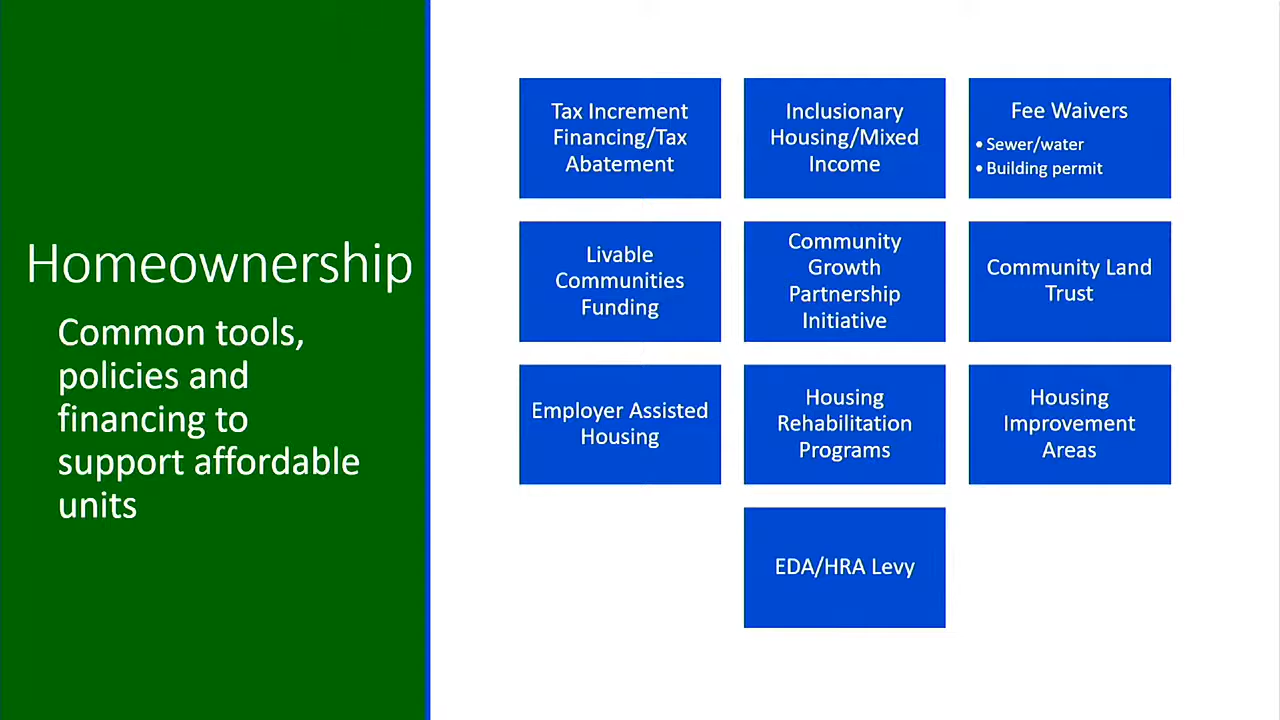 Homeownership
Common tools,
policies and
financing to
support affordable
units
Tax Increment
Financing/Tax
Abatement
Inclusionary
Housing/Mixed
Income
Fee Waivers
• Sewer/water
• Building permit
Livable
Communities
Funding
Community
Growth
Partnership
Initiative
Community Land
Trust
Employer Assisted
Housing
Housing
Rehabilitation
Programs
Housing
Improvement
Areas
EDA/HRA Levy